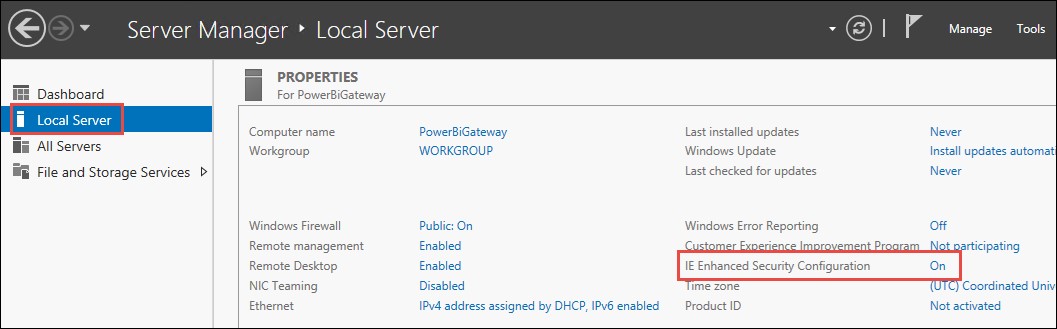 Server Manager ‣ Local Server
Manage Tools
Dashboard
Local Server
All Servers
File and Storage Services
PROPERTIES
For PowerBiGateway
Computer name PowerBiGateway Last installed updates Never
Workgroup WORKGROUP Windows Update Install updates automat
Last checked for updates Never
Windows Firewall Public: On Windows Error Reporting Off
Remote management Enabled Customer Experience Improvement Program Not participating
Remote Desktop Enabled IE Enhanced Security Configuration On
NIC Teaming Disabled Time zone (UTC) Coordinated Univ
Ethernet IPv4 address assigned by DHCP, IPv6 enabled Product ID Not activated